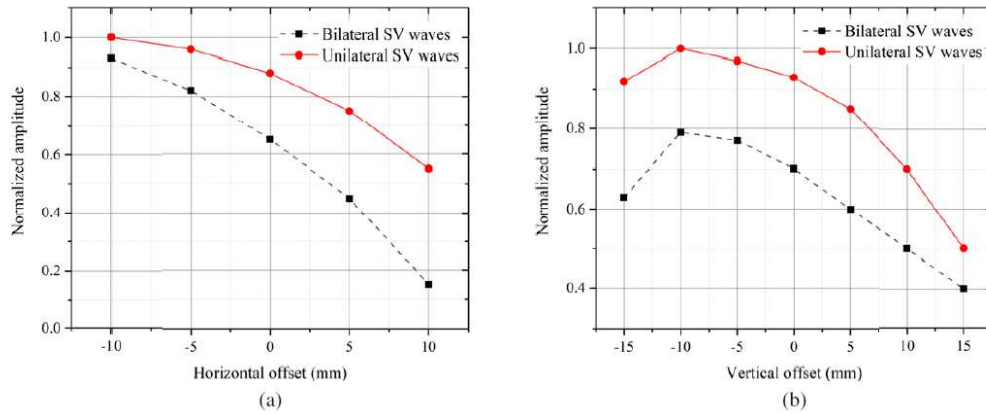 Bilateral SV waves
Unilateral SV waves
1.0
0.8
0.6
0.4
0.2
0.0
Normalized amplitude
-10 -5 0 5 10
Horizontal offset (mm)
(a)
Bilateral SV waves
Unilateral SV waves
1.0
0.8
0.6
0.4
Normalized amplitude
-15 -10 -5 0 5 10 15
Vertical offset (mm)
(b)